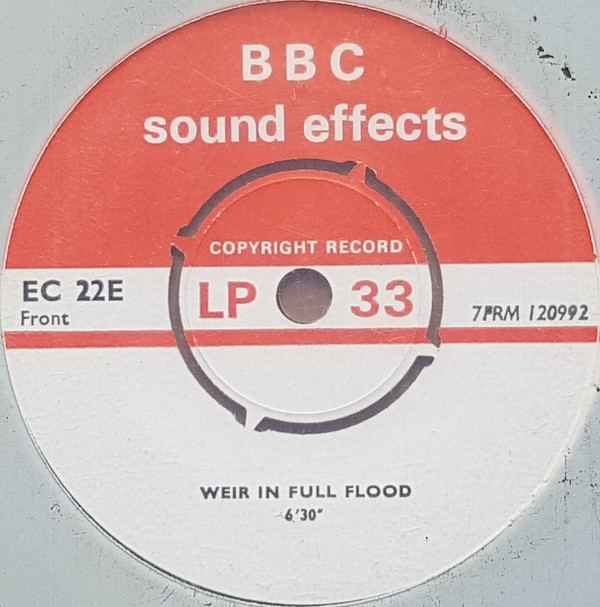 BBC
sound effects
COPYRIGHT RECORD
EC 22E
LP 33
Front
7FRM 120992
WEIR IN FULL FLOOD
6'30"